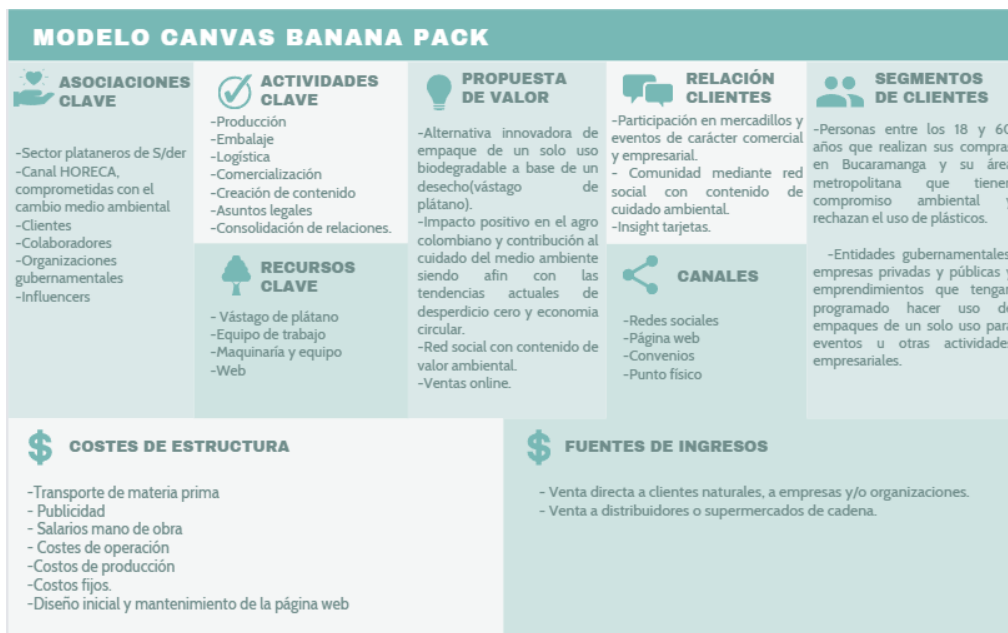 MODELO CANVAS BANANA PACK
ASOCIACIONES
CLAVE
-Sector plataneros de S/der
-Canal HORECA,
comprometidas con el
cambio medio ambiental
-Clientes
-Colaboradores
-Organizaciones
gubernamentales
-Influencers
ACTIVIDADES
CLAVE
-Producción
-Embalaje
-Logística
-Comercialización
-Creación de contenido
-Asuntos legales
-Consolidación de relaciones.
RECURSOS
CLAVE
- Vástago de plátano
-Equipo de trabajo
-Maquinaría y equipo
-Web
PROPUESTA
DE VALOR
-Alternativa innovadora de
empaque de un solo uso
biodegradable a base de un
desecho(vástago de
plátano).
-Impacto positivo en el agro
colombiano y contribución al
cuidado del medio ambiente
siendo afin con las
tendencias actuales de
desperdicio cero y economia
circular.
-Red social con contenido de
valor ambiental.
-Ventas online.
RELACIÓN
CLIENTES
-Participación en mercadillos y
eventos de carácter comercial
y empresarial.
- Comunidad mediante red
social con contenido de
cuidado ambiental.
-Insight tarjetas.
CANALES
-Redes sociales
-Página web
-Convenios
-Punto físico
SEGMENTOS
DE CLIENTES
-Personas entre los 18 y 60
años que realizan sus compras
en Bucaramanga y su área
metropolitana que tienen
compromiso ambiental y
rechazan el uso de plásticos.
-Entidades gubernamentales,
empresas privadas y públicas y
emprendimientos que tengan
programado hacer uso de
empaques de un solo uso para
eventos u otras actividades
empresariales.
COSTES DE ESTRUCTURA
-Transporte de materia prima
- Publicidad
- Salarios mano de obra
- Costes de operación
-Costos de producción
-Costos fijos.
-Diseño inicial y mantenimiento de la página web
FUENTES DE INGRESOS
- Venta directa a clientes naturales, a empresas y/o organizaciones.
- Venta a distribuidores o supermercados de cadena.